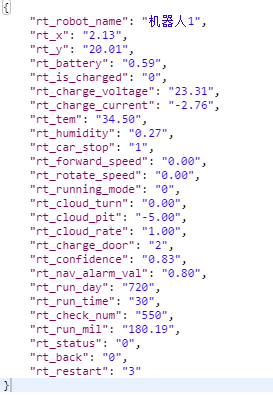 {
"rt_robot_name": "机器人1",
"rt_x": "2.13",
"rt_y": "20.01",
"rt_battery": "0.59",
"rt_is_charged": "0",
"rt_charge_voltage": "23.31",
"rt_charge_current": "-2.76",
"rt_tem": "34.50",
"rt_humidity": "0.27",
"rt_car_stop": "1",
"rt_forward_speed": "0.00",
"rt_rotate_speed": "0.00",
"rt_running_mode": "0",
"rt_cloud_turn": "0.00",
"rt_cloud_pit": "-5.00",
"rt_cloud_rate": "1.00",
"rt_charge_door": "2",
"rt_confidence": "0.83",
"rt_nav_alarm_val": "0.80",
"rt_run_day": "720",
"rt_run_time": "30",
"rt_check_num": "550",
"rt_run_mil": "180.19",
"rt_status": "0",
"rt_back": "0",
"rt_restart": "3"
}